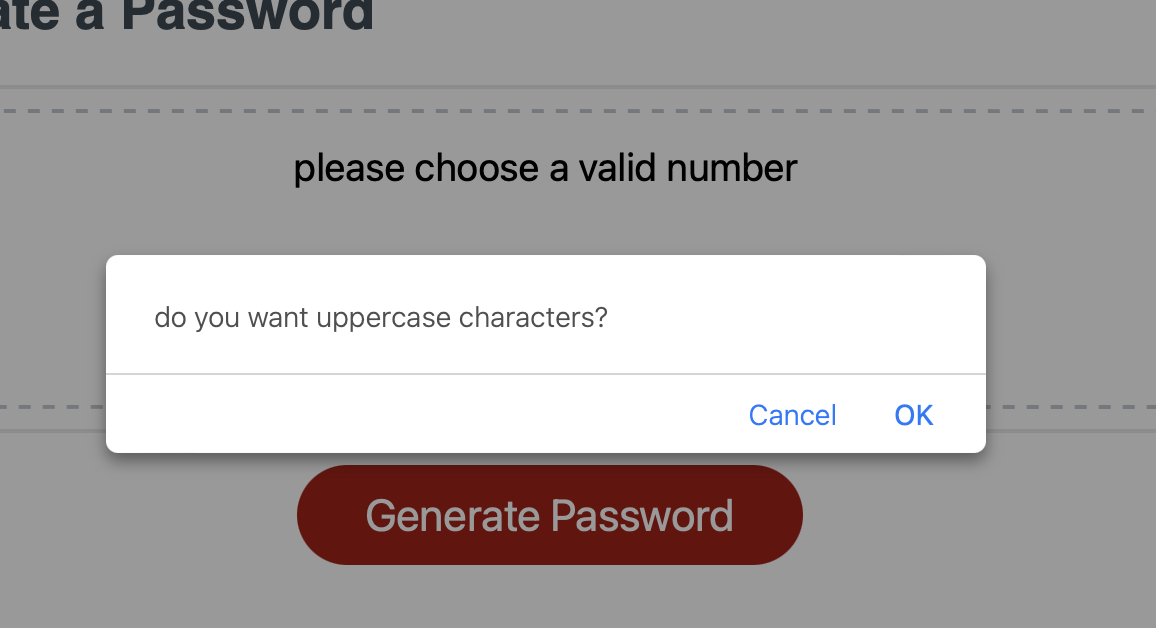 ate a Password
please choose a valid number
do you want uppercase characters?
Cancel OK
Generate Password